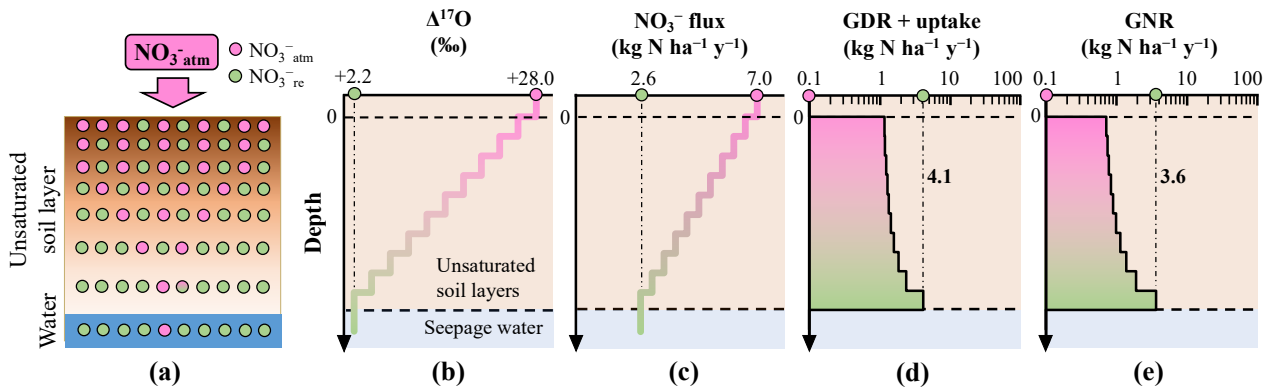 NO₃⁻atm
NO₃⁻atm
NO₃⁻re
Unsaturated
soil layer
Water
(a)
Δ¹⁷O
(‰)
+2.2
+28.0
0
Depth
Unsaturated
soil layers
Seepage water
(b)
NO₃⁻ flux
(kg N ha⁻¹ y⁻¹)
2.6
7.0
0
(c)
GDR + uptake
(kg N ha⁻¹ y⁻¹)
0.1
1
10
100
0
4.1
(d)
GNR
(kg N ha⁻¹ y⁻¹)
0.1
1
10
100
0
3.6
(e)